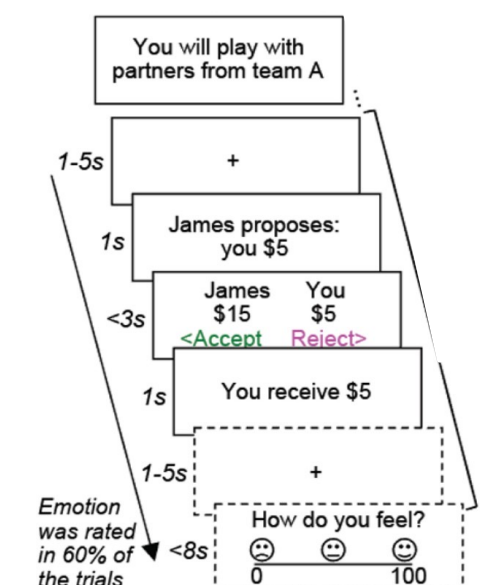 You will play with
partners from team A
1-5s
+
1s
James proposes:
you $5
<3s
James You
$15 $5
<Accept Reject>
1s
You receive $5
1-5s
+
Emotion
was rated
in 60% of
the trials
<8s
How do you feel?
0 100